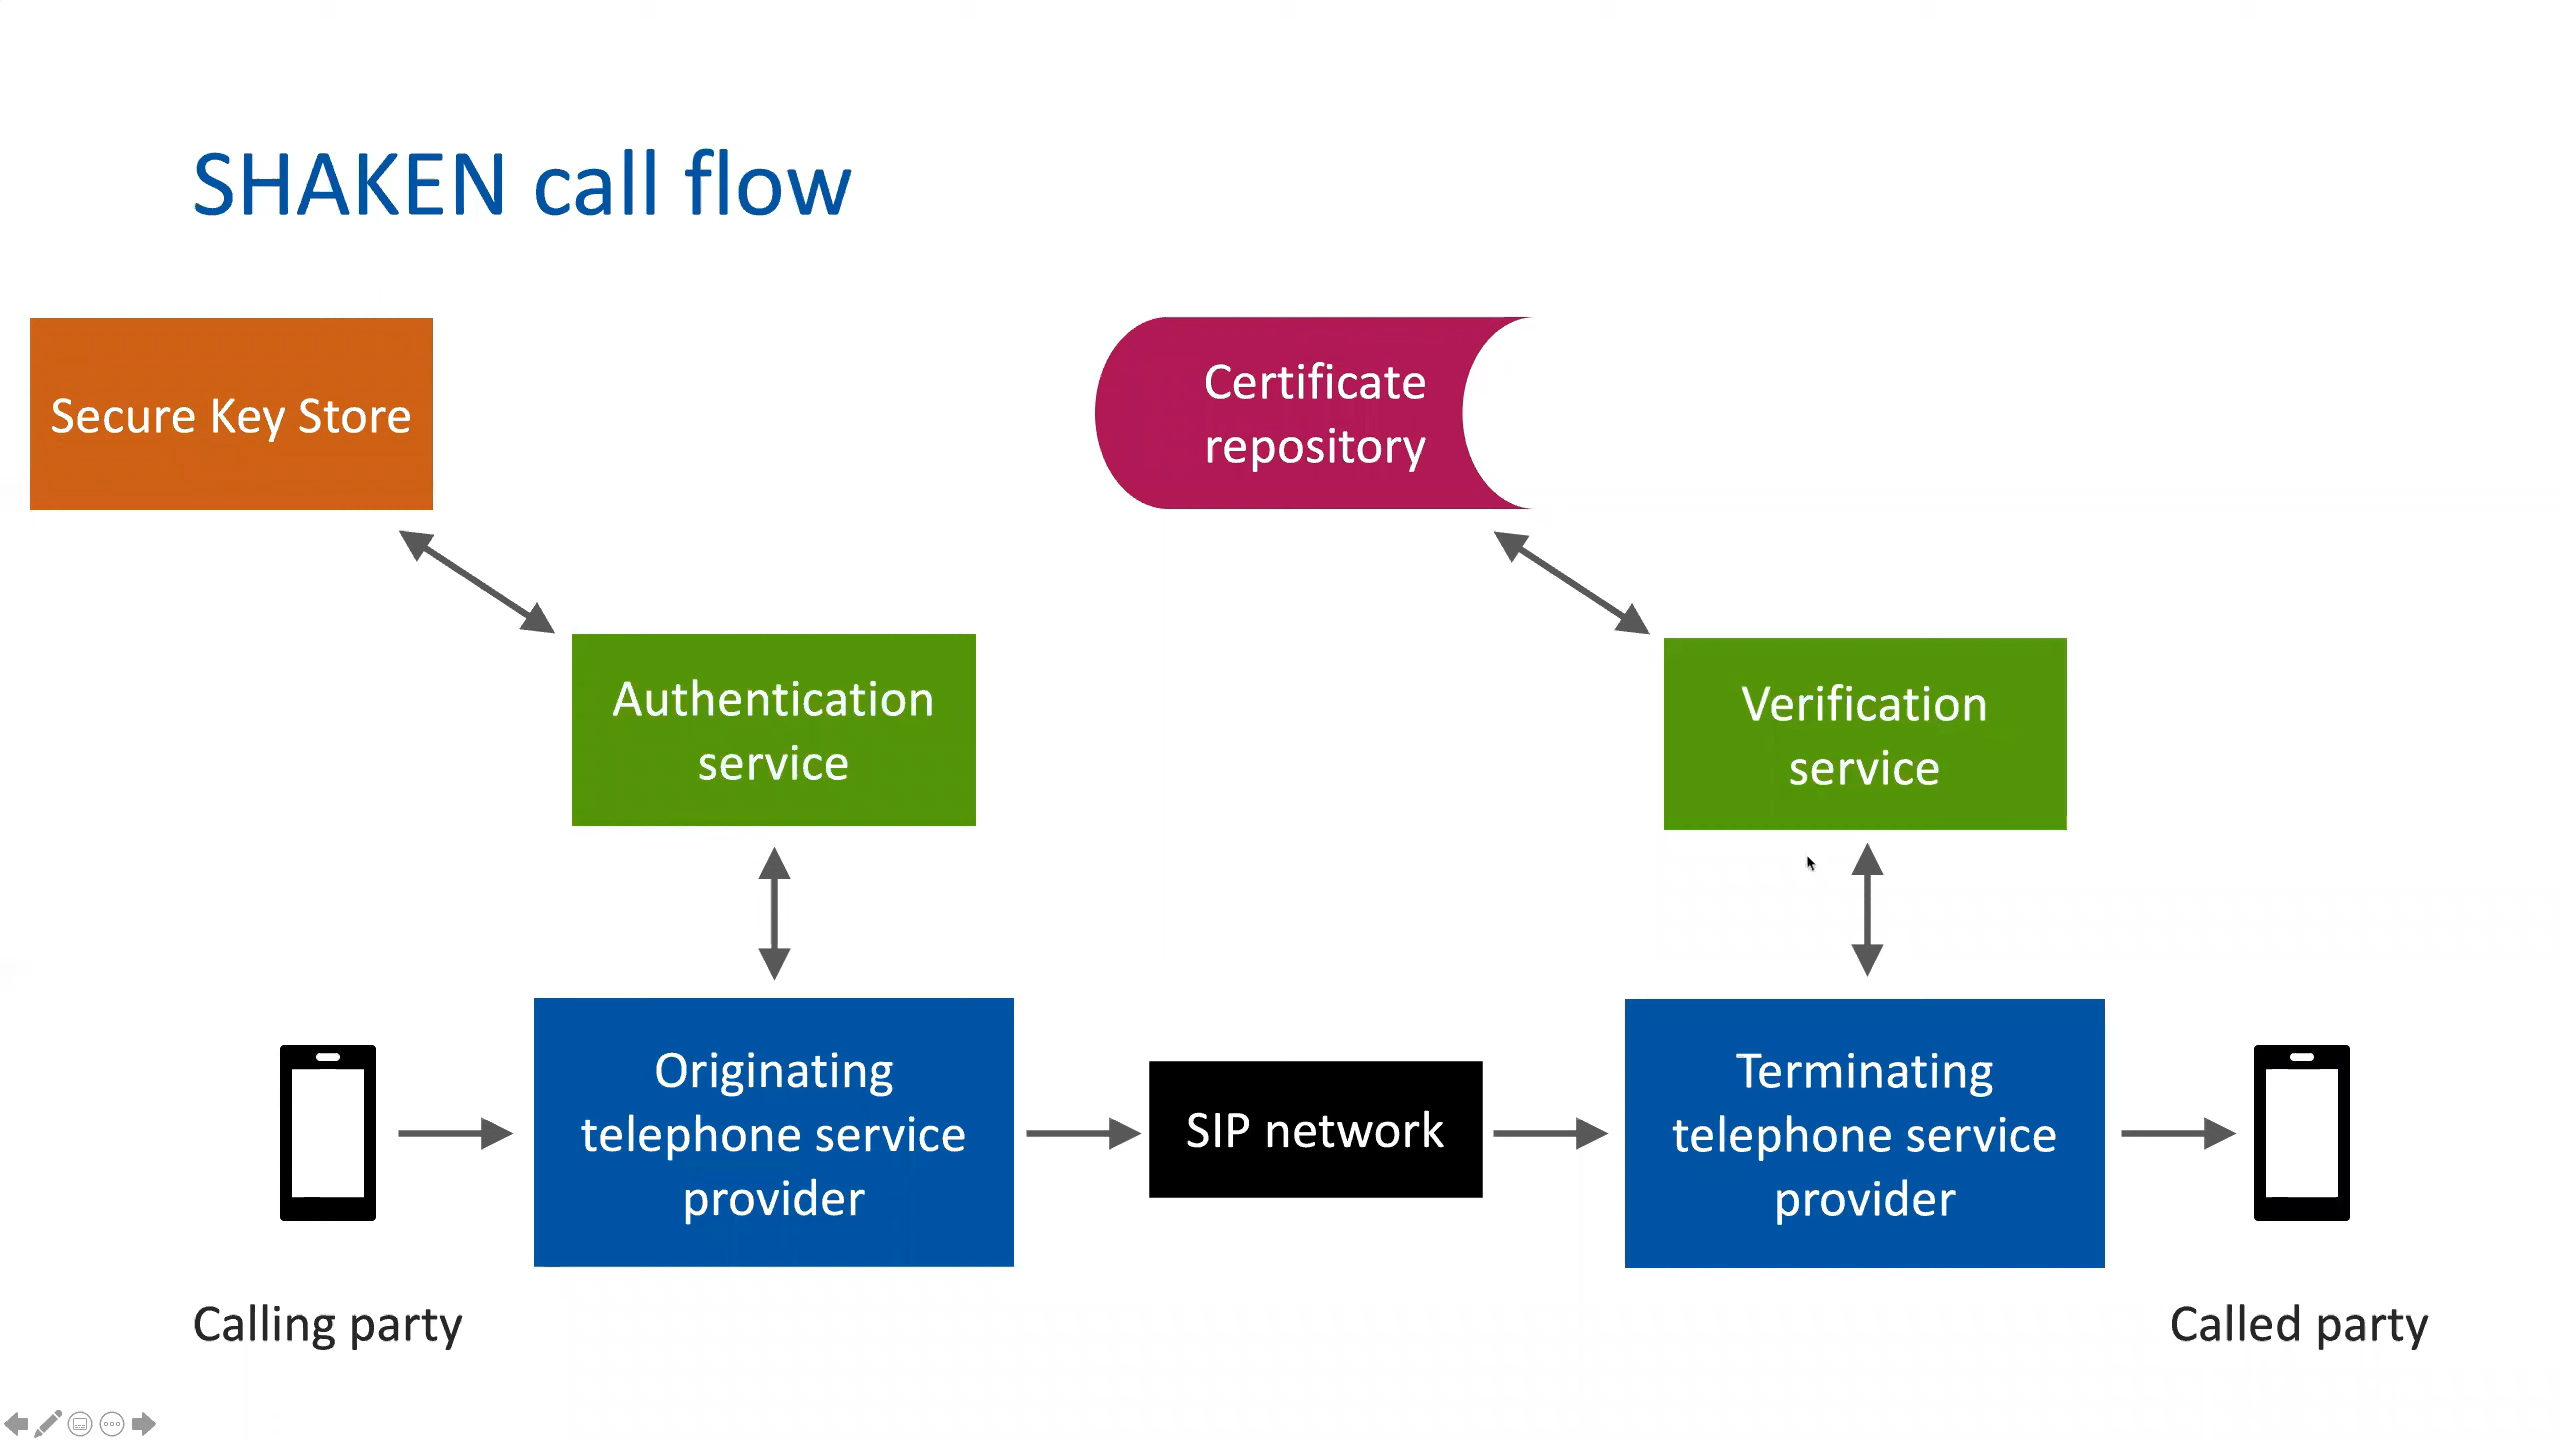 SHAKEN call flow
Secure Key Store
Certificate
repository
Authentication
service
Verification
service
Originating
telephone service
provider
SIP network
Terminating
telephone service
provider
Calling party
Called party